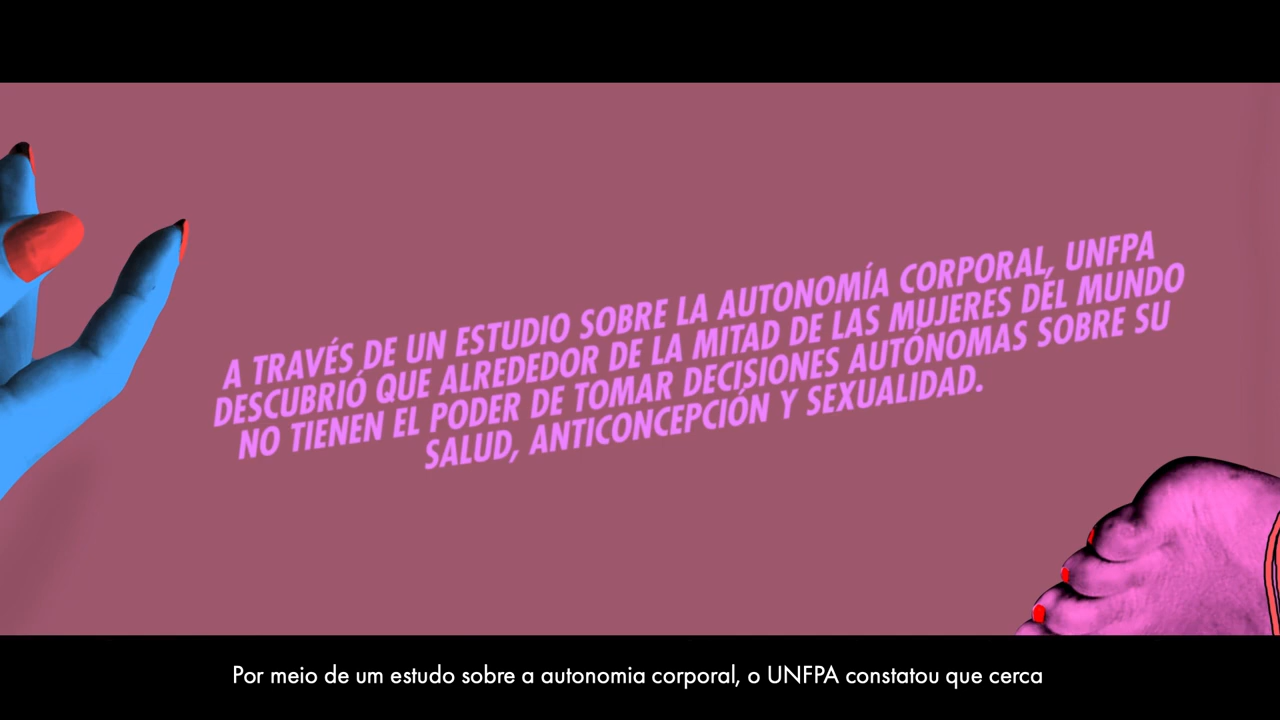 A TRAVÉS DE UN ESTUDIO SOBRE LA AUTONOMÍA CORPORAL, UNFPA
DESCUBRIÓ QUE ALREDEDOR DE LA MITAD DE LAS MUJERES DEL MUNDO
NO TIENEN EL PODER DE TOMAR DECISIONES AUTÓNOMAS SOBRE SU
SALUD, ANTICONCEPCIÓN Y SEXUALIDAD.
Por meio de um estudo sobre a autonomia corporal, o UNFPA constatou que cerca